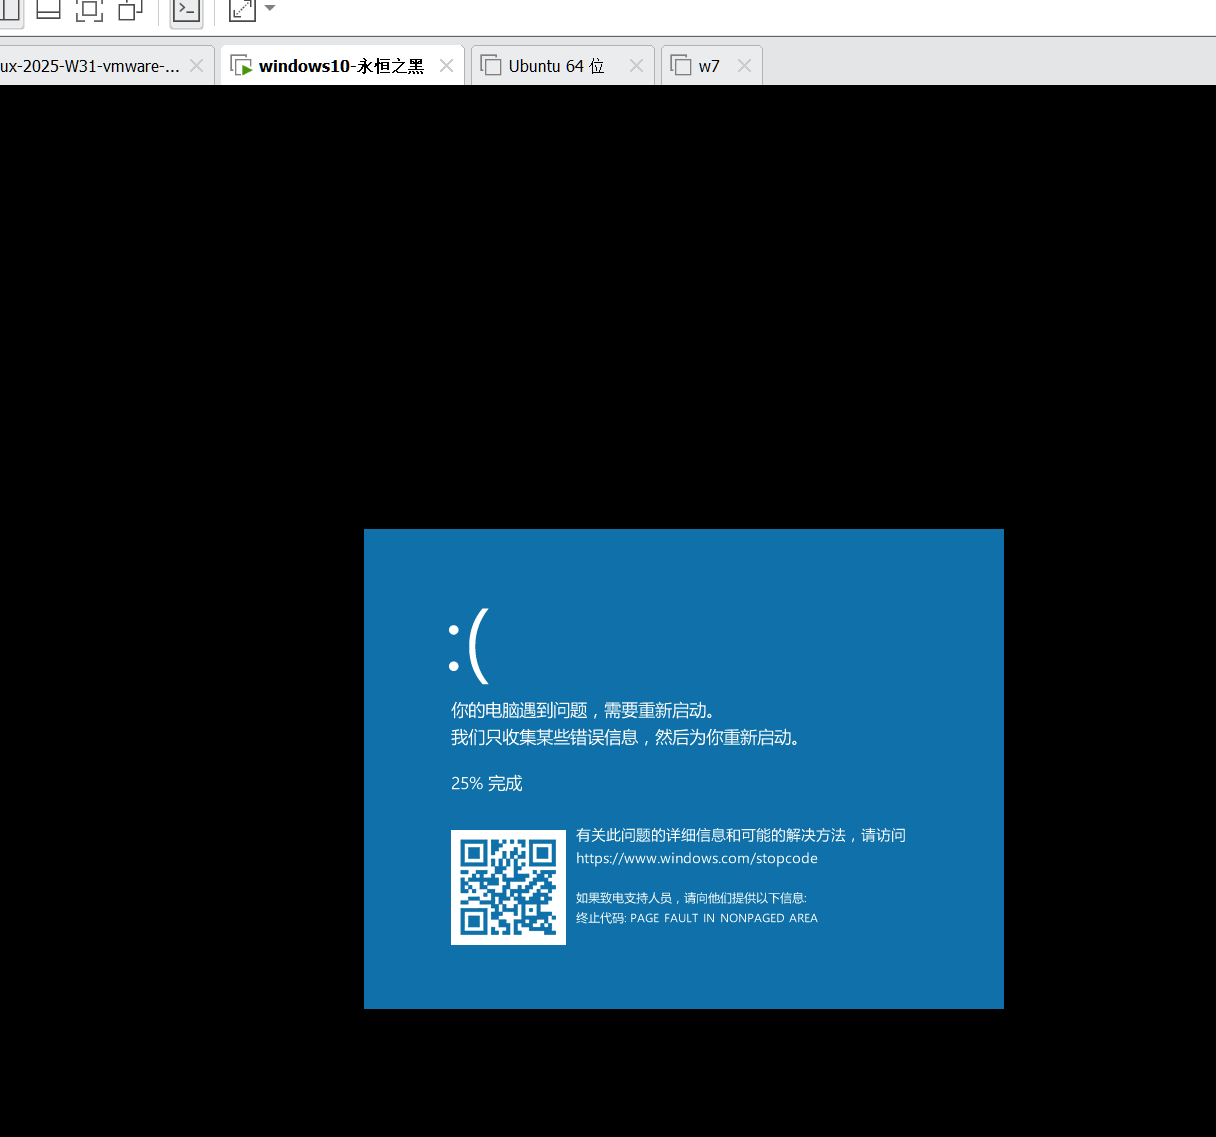 ux-2025-W31-vmware-...
windows10-永恒之黑
Ubuntu 64 位
w7
:(
你的电脑遇到问题，需要重新启动。
我们只收集某些错误信息，然后为你重新启动。
25% 完成
有关此问题的详细信息和可能的解决方法，请访问
https://www.windows.com/stopcode
如果致电支持人员，请向他们提供以下信息:
终止代码: PAGE FAULT IN NONPAGED AREA